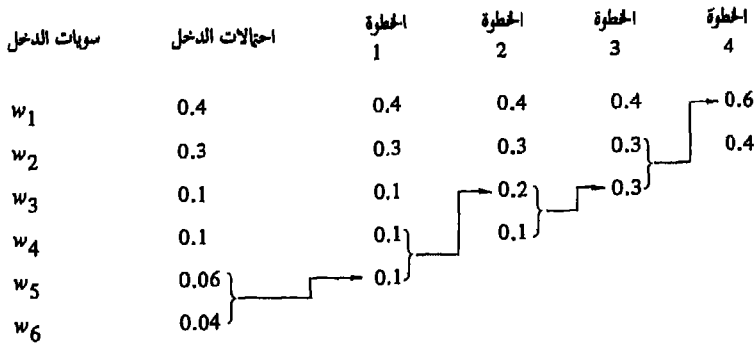 سويات الدخل احتمالات الدخل الخطوة 1 الخطوة 2 الخطوة 3 الخطوة 4
w1 0.4 0.4 0.4 0.4 0.6
w2 0.3 0.3 0.3 0.3 0.4
w3 0.1 0.1 0.2 0.3
w4 0.1 0.1 0.1
w5 0.06 0.1
w6 0.04